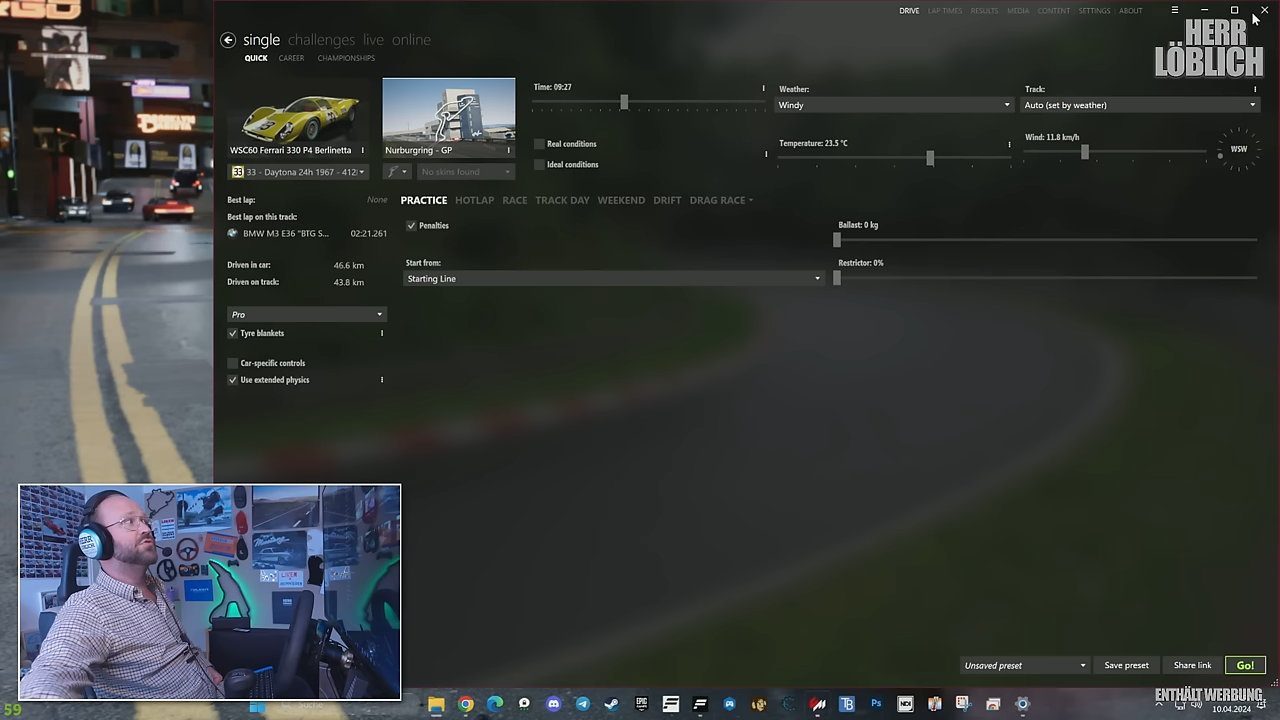 DRIVE LAP TIMES RESULTS MEDIA CONTENT SETTINGS ABOUT
HERR
LÖBLICH
single challenges live online
QUICK CAREER CHAMPIONSHIPS
WSC60 Ferrari 330 P4 Berlinetta
Nurburgring - GP
33 33 - Daytona 24h 1967 - 412
No skins found
Time: 09:27
Real conditions
Ideal conditions
Weather:
Windy
Track:
Auto (set by weather)
Temperature: 23.5 °C
Wind: 11.8 km/h
WSW
Best lap: None
Best lap on this track:
BMW M3 E36 "BTG S... 02:21.261
Driven in car: 46.6 km
Driven on track: 43.8 km
Pro
Tyre blankets
Car-specific controls
Use extended physics
PRACTICE HOTLAP RACE TRACK DAY WEEKEND DRIFT DRAG RACE
Penalties
Start from:
Starting Line
Ballast: 0 kg
Restrictor: 0%
Unsaved preset Save preset Share link Go!
59
Suche
EPIC
TB
Ps
NDI
ENTHÄLT WERBUNG
10.04.2024